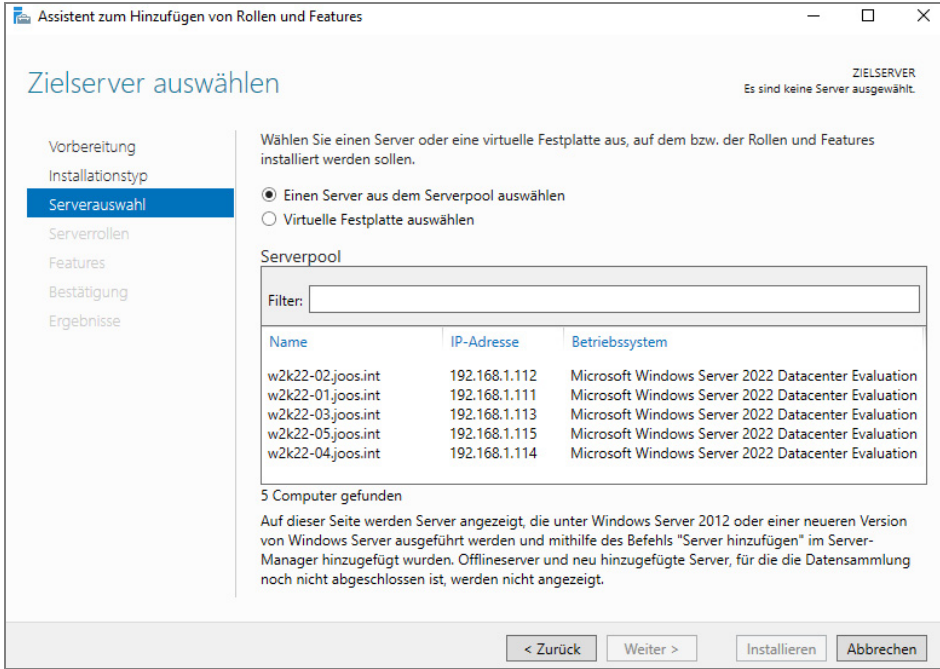 Assistent zum Hinzufügen von Rollen und Features
Zielserver auswählen
ZIELSERVER
Es sind keine Server ausgewählt.
Vorbereitung
Installationstyp
Serverauswahl
Serverrollen
Features
Bestätigung
Ergebnisse
Wählen Sie einen Server oder eine virtuelle Festplatte aus, auf dem bzw. der Rollen und Features
installiert werden sollen.
Einen Server aus dem Serverpool auswählen
Virtuelle Festplatte auswählen
Serverpool
Filter:
Name IP-Adresse Betriebssystem
w2k22-02.joos.int 192.168.1.112 Microsoft Windows Server 2022 Datacenter Evaluation
w2k22-01.joos.int 192.168.1.111 Microsoft Windows Server 2022 Datacenter Evaluation
w2k22-03.joos.int 192.168.1.113 Microsoft Windows Server 2022 Datacenter Evaluation
w2k22-05.joos.int 192.168.1.115 Microsoft Windows Server 2022 Datacenter Evaluation
w2k22-04.joos.int 192.168.1.114 Microsoft Windows Server 2022 Datacenter Evaluation
5 Computer gefunden
Auf dieser Seite werden Server angezeigt, die unter Windows Server 2012 oder einer neueren Version
von Windows Server ausgeführt werden und mithilfe des Befehls "Server hinzufügen" im Server-
Manager hinzugefügt wurden. Offlineserver und neu hinzugefügte Server, für die die Datensammlung
noch nicht abgeschlossen ist, werden nicht angezeigt.
< Zurück Weiter > Installieren Abbrechen